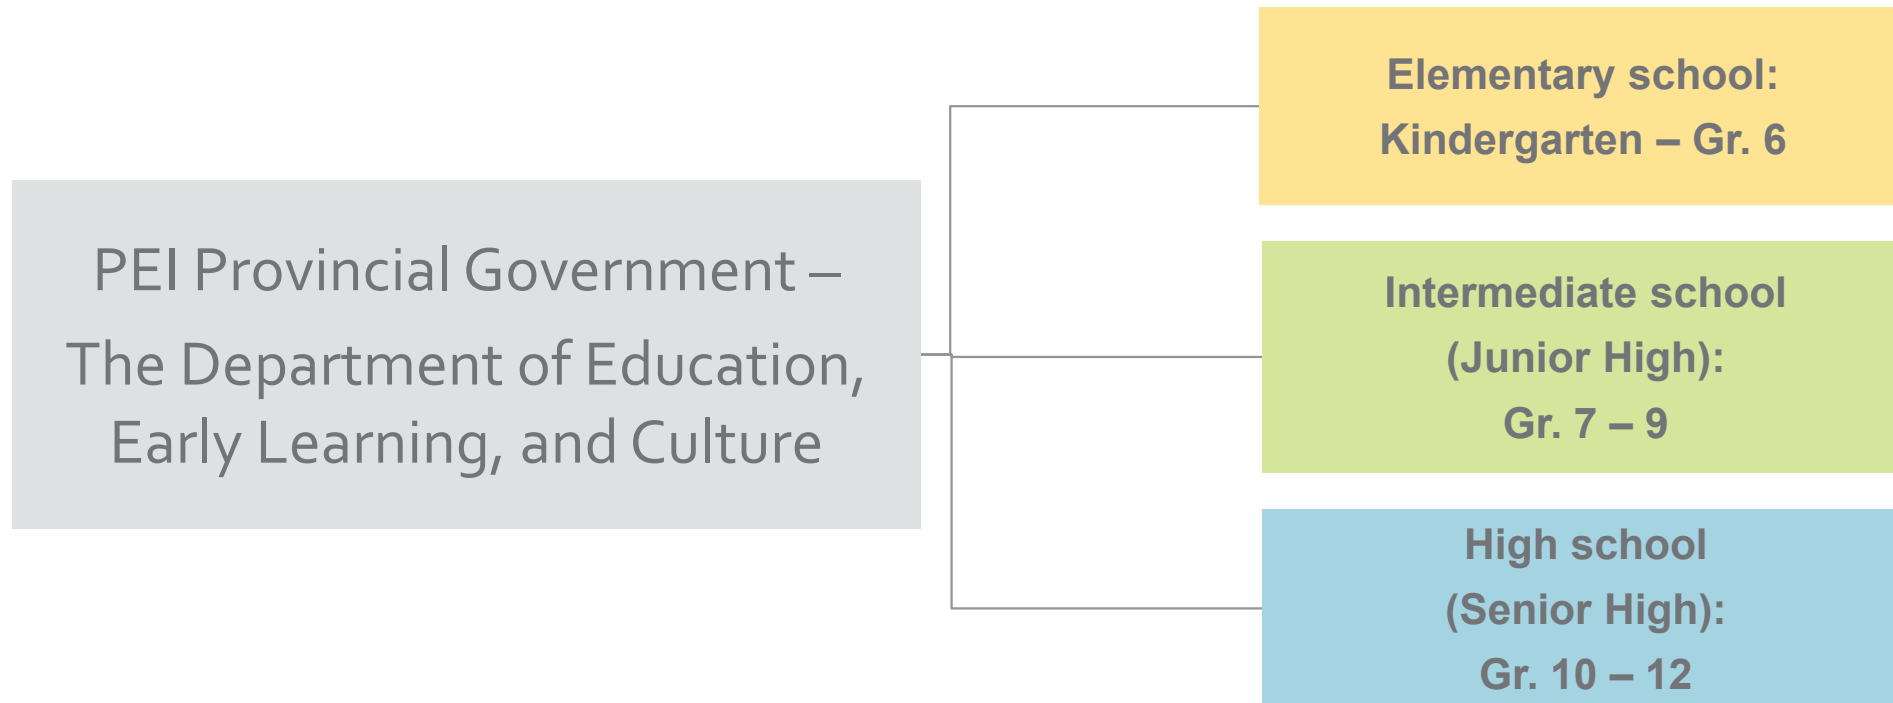 PEI Provincial Government –
The Department of Education,
Early Learning, and Culture
Elementary school:
Kindergarten – Gr. 6
Intermediate school
(Junior High):
Gr. 7 – 9
High school
(Senior High):
Gr. 10 – 12